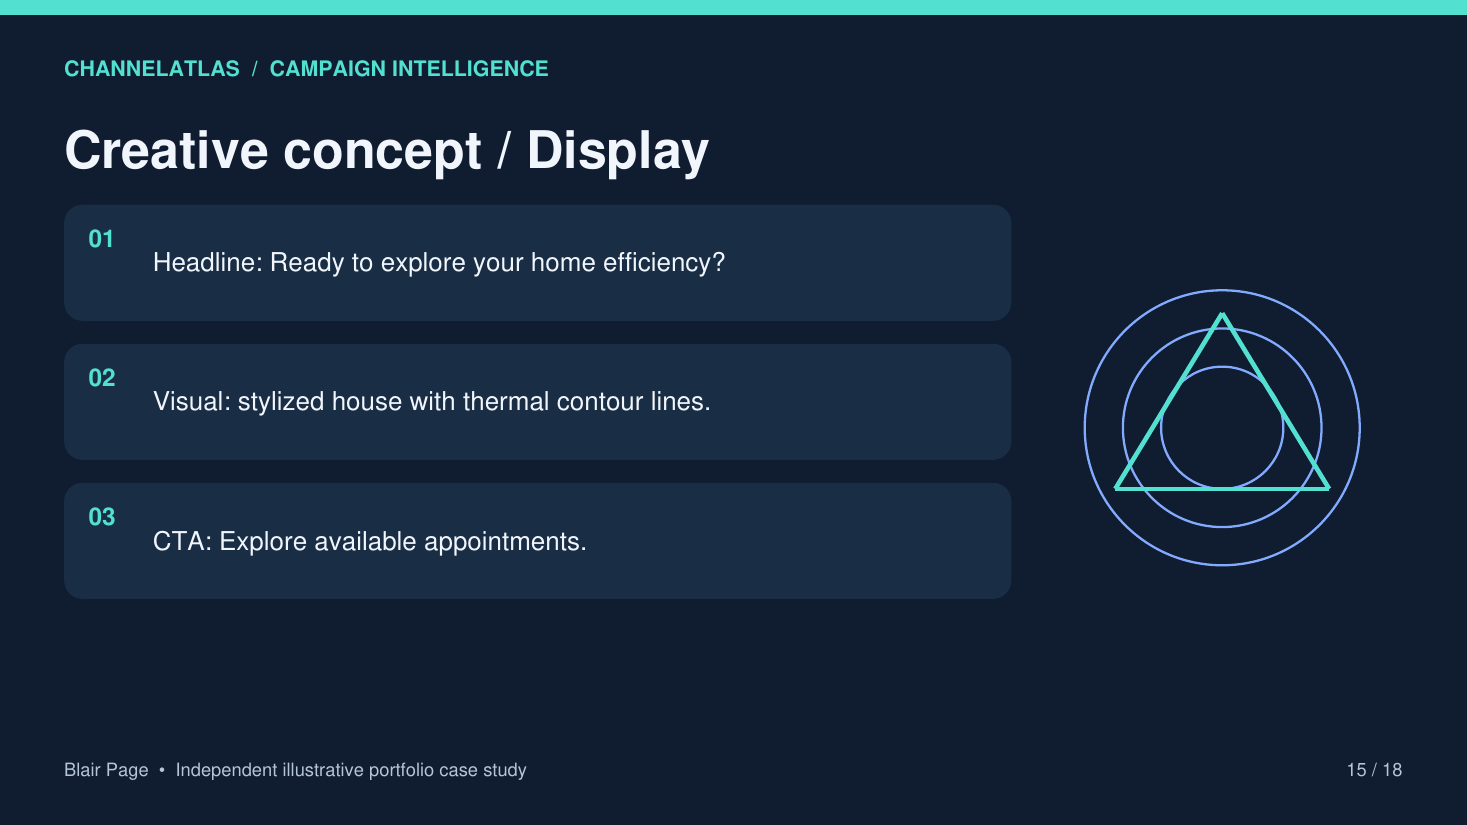 CHANNELATLAS / CAMPAIGN INTELLIGENCE
Creative concept / Display
01
Headline: Ready to explore your home efficiency?
02
Visual: stylized house with thermal contour lines.
03
CTA: Explore available appointments.
Blair Page • Independent illustrative portfolio case study
15 / 18